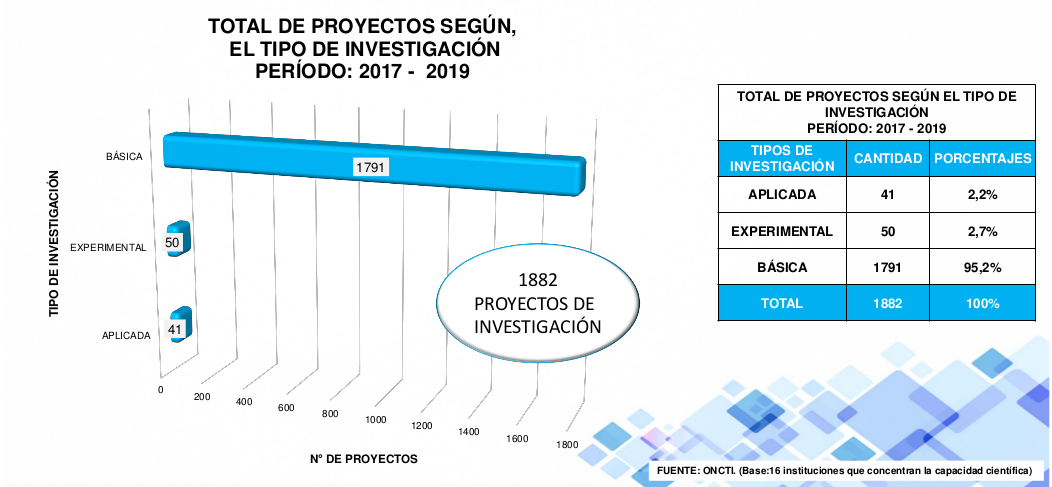 TOTAL DE PROYECTOS SEGÚN,
EL TIPO DE INVESTIGACIÓN
PERÍODO: 2017 - 2019
TIPO DE INVESTIGACIÓN
BÁSICA
1791
EXPERIMENTAL
50
APLICADA
41
0
200
400
600
800
1000
1200
1400
1600
1800
Nº DE PROYECTOS
1882
PROYECTOS DE
INVESTIGACIÓN
TOTAL DE PROYECTOS SEGÚN EL TIPO DE
INVESTIGACIÓN
PERÍODO: 2017 - 2019
TIPOS DE
INVESTIGACIÓN
CANTIDAD
PORCENTAJES
APLICADA 41 2,2%
EXPERIMENTAL 50 2,7%
BÁSICA 1791 95,2%
TOTAL 1882 100%
FUENTE: ONCTI. (Base:16 instituciones que concentran la capacidad científica)